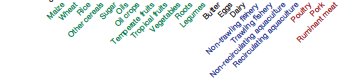 Maize
Wheat
Rice
Other cereals
Sugar
Oils
Oil crops
Temperate fruits
Tropical fruits
Vegetables
Roots
Legumes
Butter
Eggs
Dairy
Non-trawling fishery
Trawling fishery
Non-recirculating aquaculture
Recirculating aquaculture
Poultry
Pork
Ruminant meat